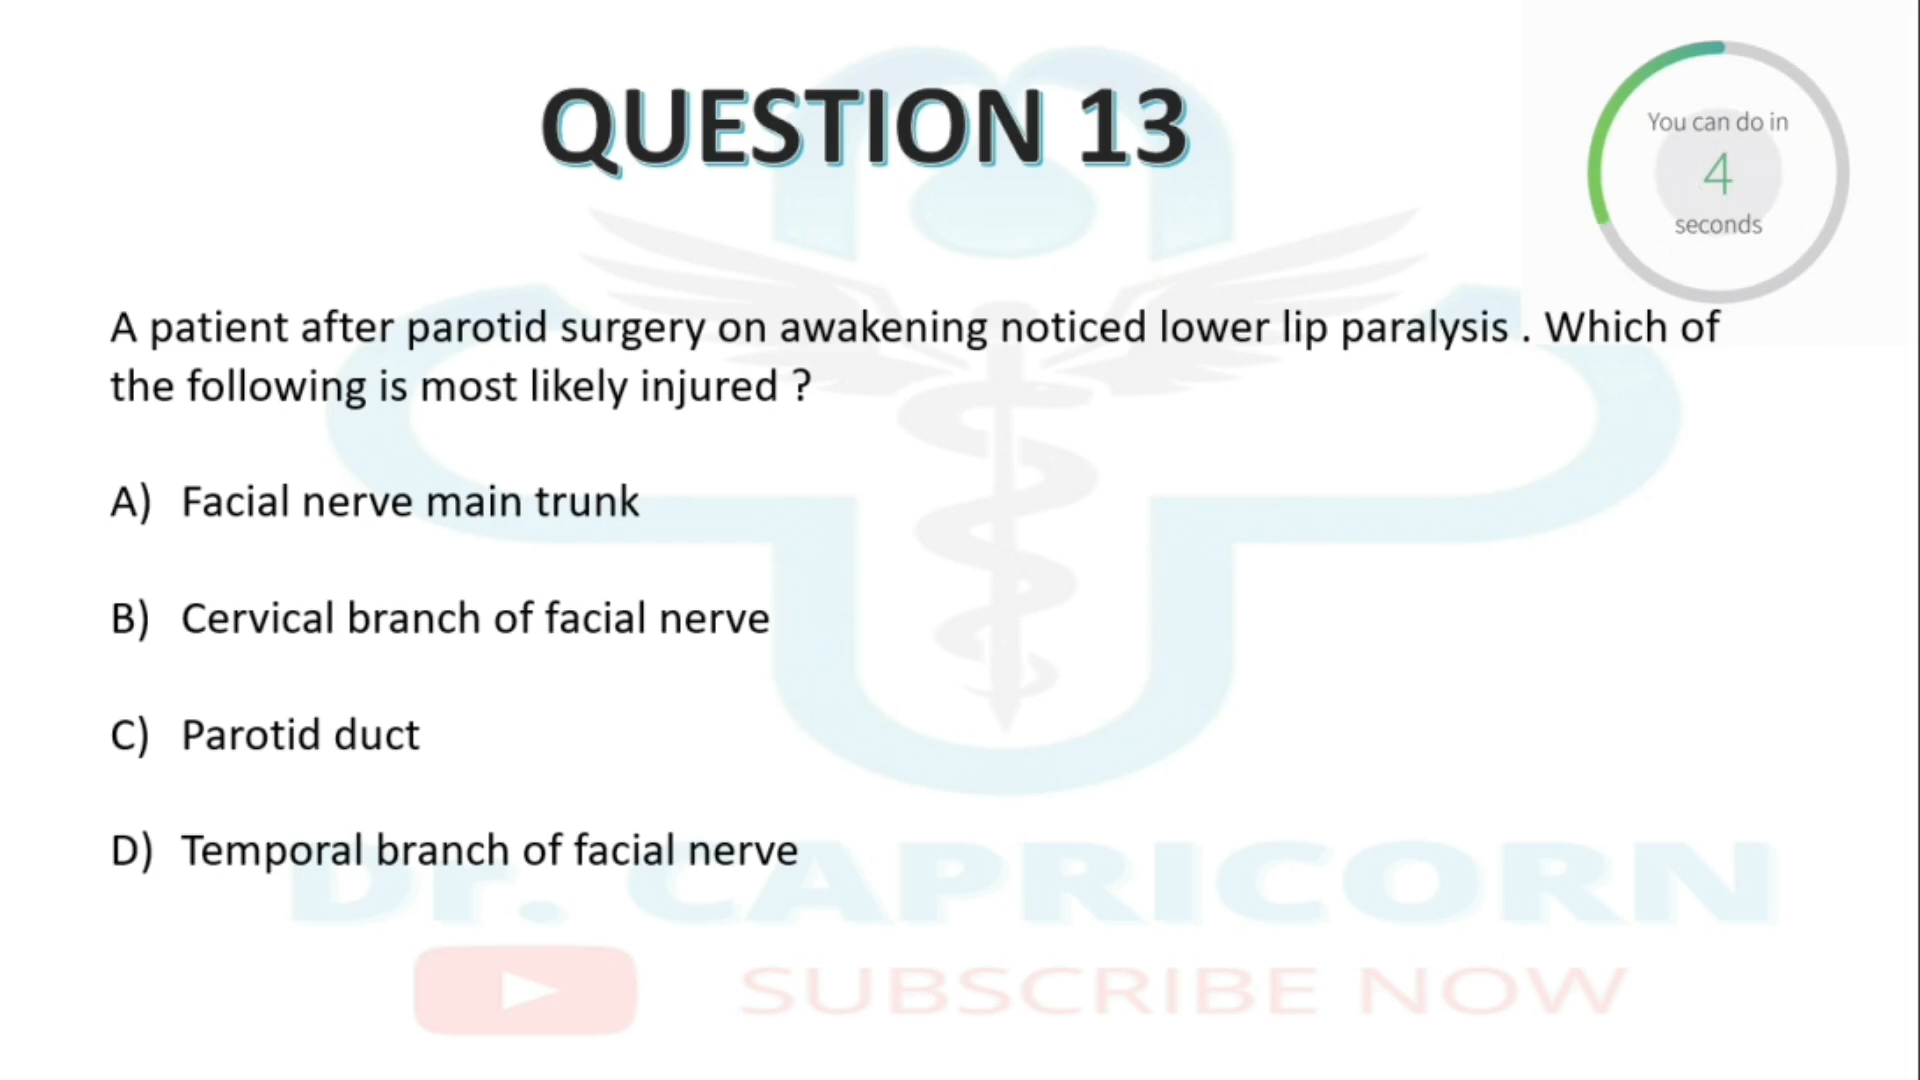 QUESTION 13
You can do in
4
seconds
A patient after parotid surgery on awakening noticed lower lip paralysis . Which of
the following is most likely injured ?
A) Facial nerve main trunk
B) Cervical branch of facial nerve
C) Parotid duct
D) Temporal branch of facial nerve
Dr. CAPRICORN
SUBSCRIBE NOW